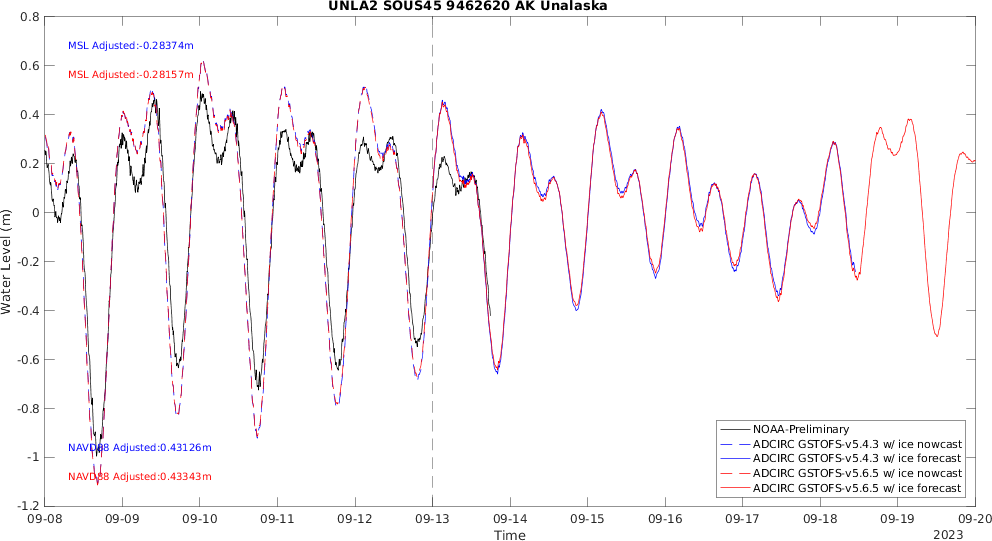 UNLA2 SOUS45 9462620 AK Unalaska
0.8
0.6
0.4
0.2
0
-0.2
-0.4
-0.6
-0.8
-1
-1.2
Water Level (m)
MSL Adjusted:-0.28374m
MSL Adjusted:-0.28157m
NAVD88 Adjusted:0.43126m
NAVD88 Adjusted:0.43343m
NOAA-Preliminary
ADCIRC GSTOFS-v5.4.3 w/ ice nowcast
ADCIRC GSTOFS-v5.4.3 w/ ice forecast
ADCIRC GSTOFS-v5.6.5 w/ ice nowcast
ADCIRC GSTOFS-v5.6.5 w/ ice forecast
09-08 09-09 09-10 09-11 09-12 09-13 09-14 09-15 09-16 09-17 09-18 09-19 09-20
Time
2023